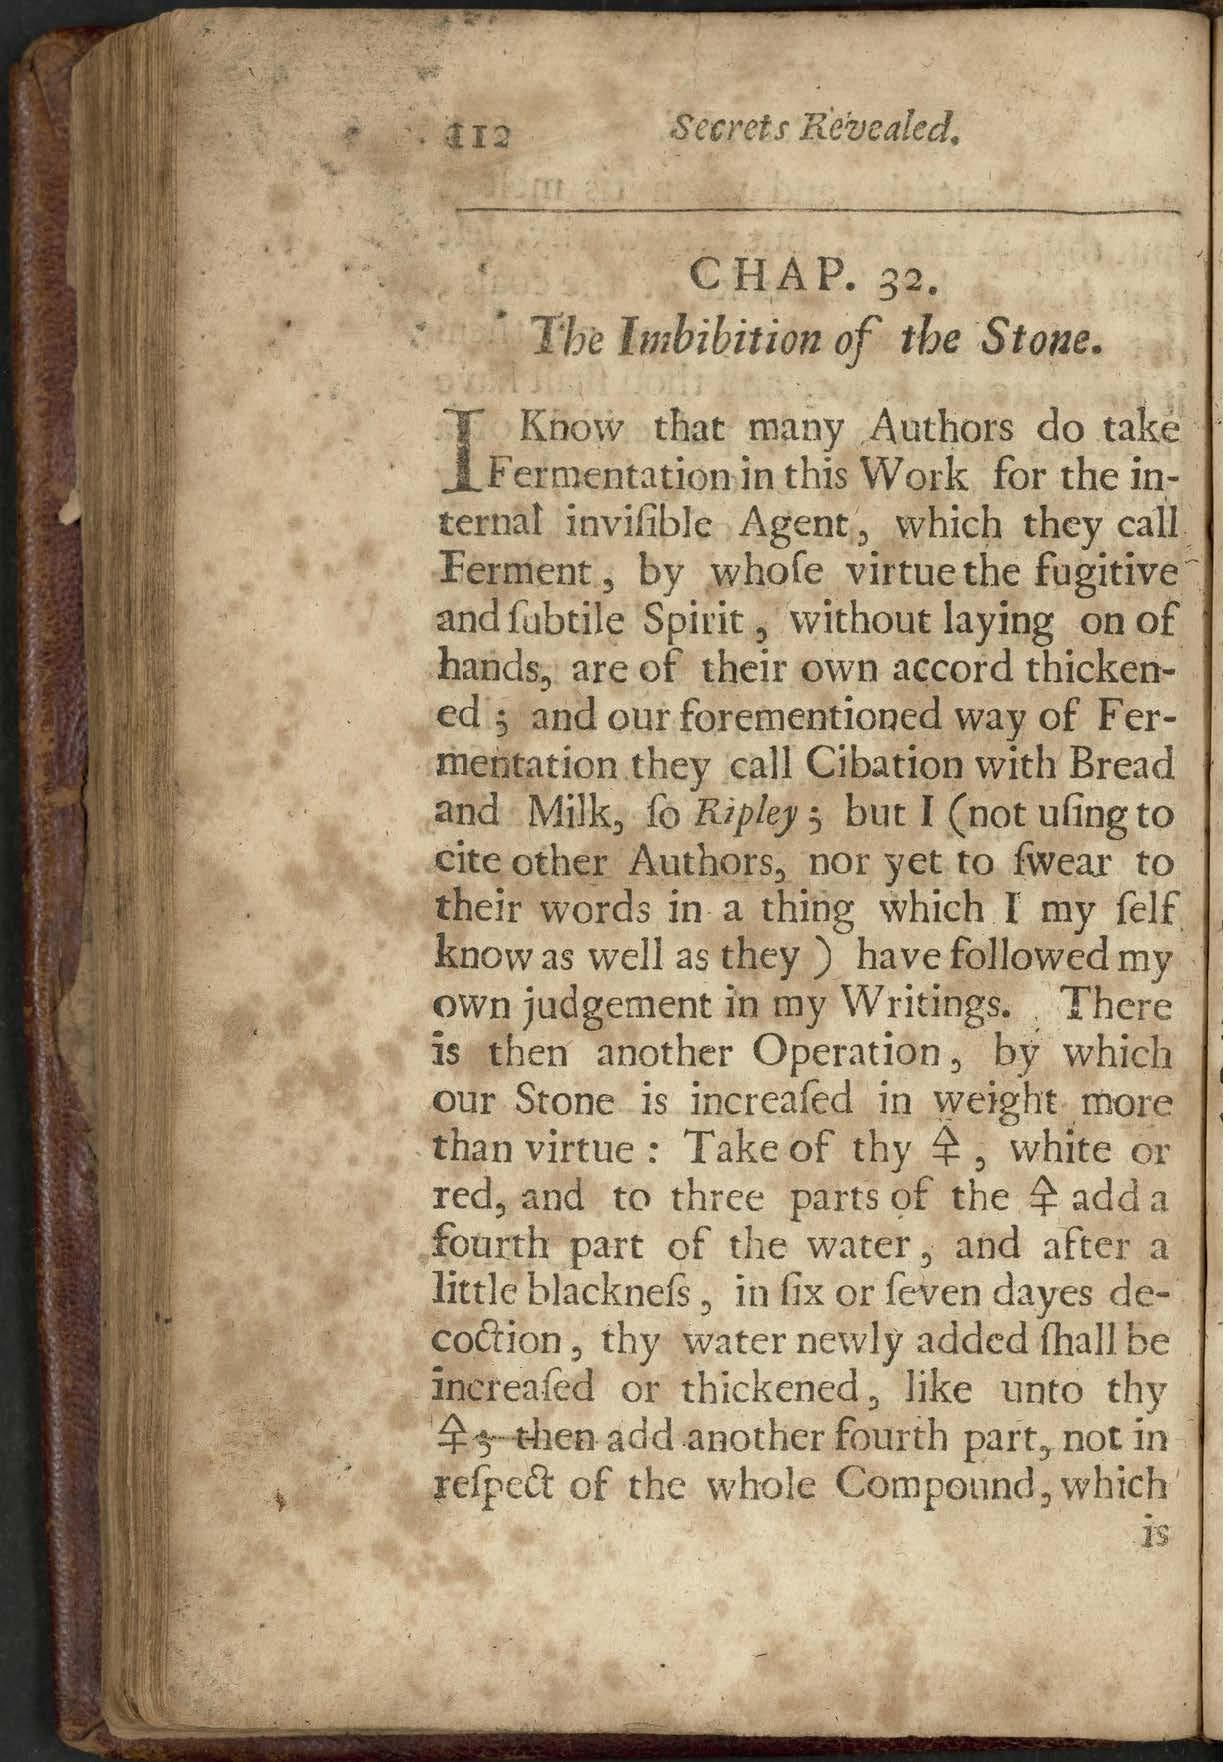 112 Secrets Revealed.
CHAP. 32.
The Imbibition of the Stone.
I Know that many Authors do take
Fermentation in this Work for the in-
ternal inviſible Agent, which they call
Ferment, by whoſe virtue the fugitive
and ſubtile Spirit, without laying on of
hands, are of their own accord thicken-
ed; and our forementioned way of Fer-
mentation they call Cibation with Bread
and Milk, ſo Ripley; but I (not uſing to
cite other Authors, nor yet to ſwear to
their words in a thing which I my ſelf
know as well as they) have followed my
own judgement in my Writings. There
is then another Operation, by which
our Stone is increaſed in weight more
than virtue: Take of thy 🜍, white or
red, and to three parts of the 🜍 add a
fourth part of the water, and after a
little blackneſs, in ſix or ſeven dayes de-
coction, thy water newly added ſhall be
increaſed or thickened, like unto thy
🜍; then add another fourth part, not in
reſpect of the whole Compound, which
is